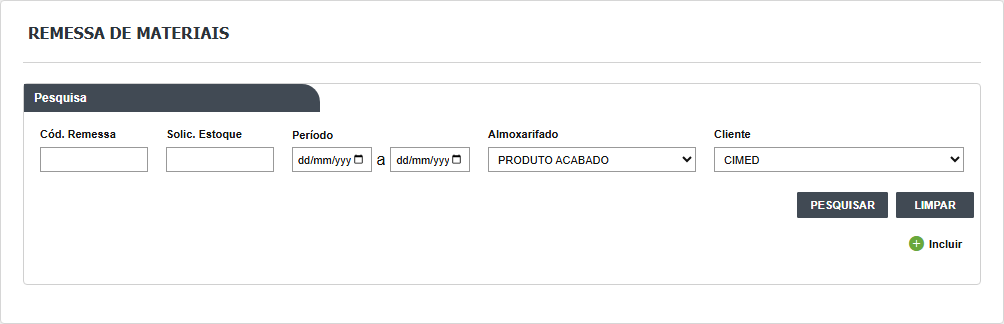 REMESSA DE MATERIAIS
Pesquisa
Cód. Remessa Solic. Estoque Período Almoxarifado Cliente
dd/mm/yyy a dd/mm/yyy PRODUTO ACABADO CIMED
PESQUISAR LIMPAR
Incluir